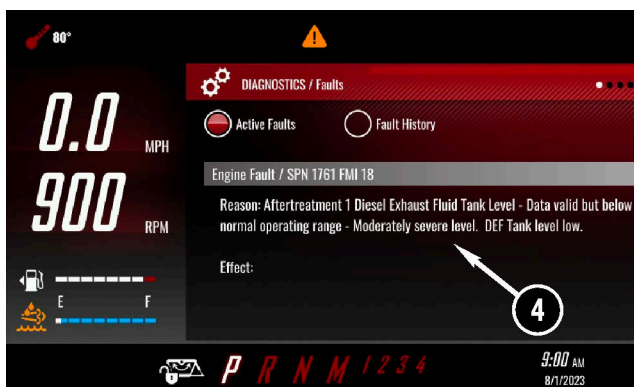 80°
DIAGNOSTICS / Faults
Active Faults
Fault History
0.0 MPH
900 RPM
Engine Fault / SPN 1761 FMI 18
Reason: Aftertreatment 1 Diesel Exhaust Fluid Tank Level - Data valid but below
normal operating range - Moderately severe level. DEF Tank level low.
Effect:
4
E F
P R N M 1 2 3 4
9:00 AM
8/1/2023